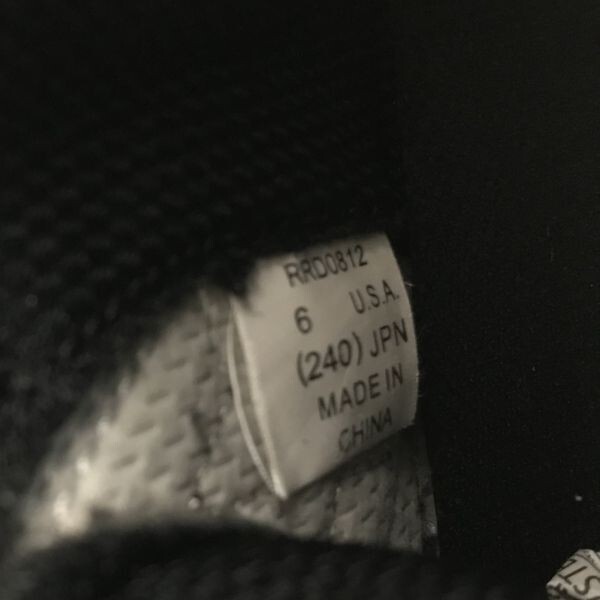 RRD0812
6 U.S.A.
(240) JPN
MADE IN
CHINA